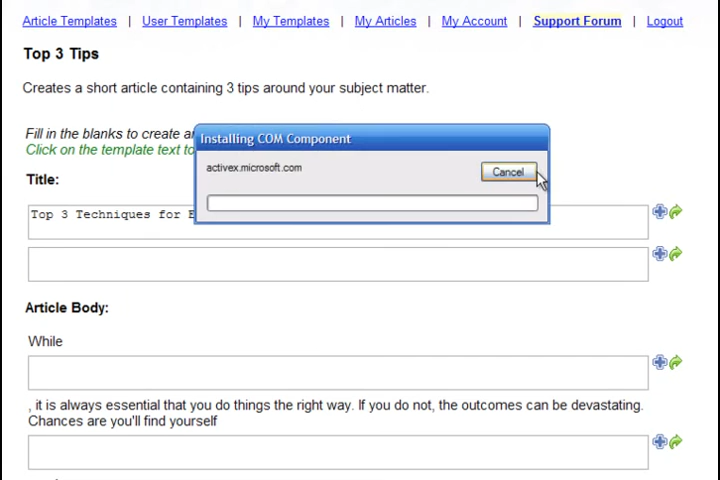 Article Templates | User Templates | My Templates | My Articles | My Account | Support Forum | Logout
Top 3 Tips
Creates a short article containing 3 tips around your subject matter.
Fill in the blanks to create
Click on the template text to
Installing COM Component
activex.microsoft.com
Cancel
Title:
Top 3 Techniques for
Article Body:
While
, it is always essential that you do things the right way. If you do not, the outcomes can be devastating.
Chances are you'll find yourself